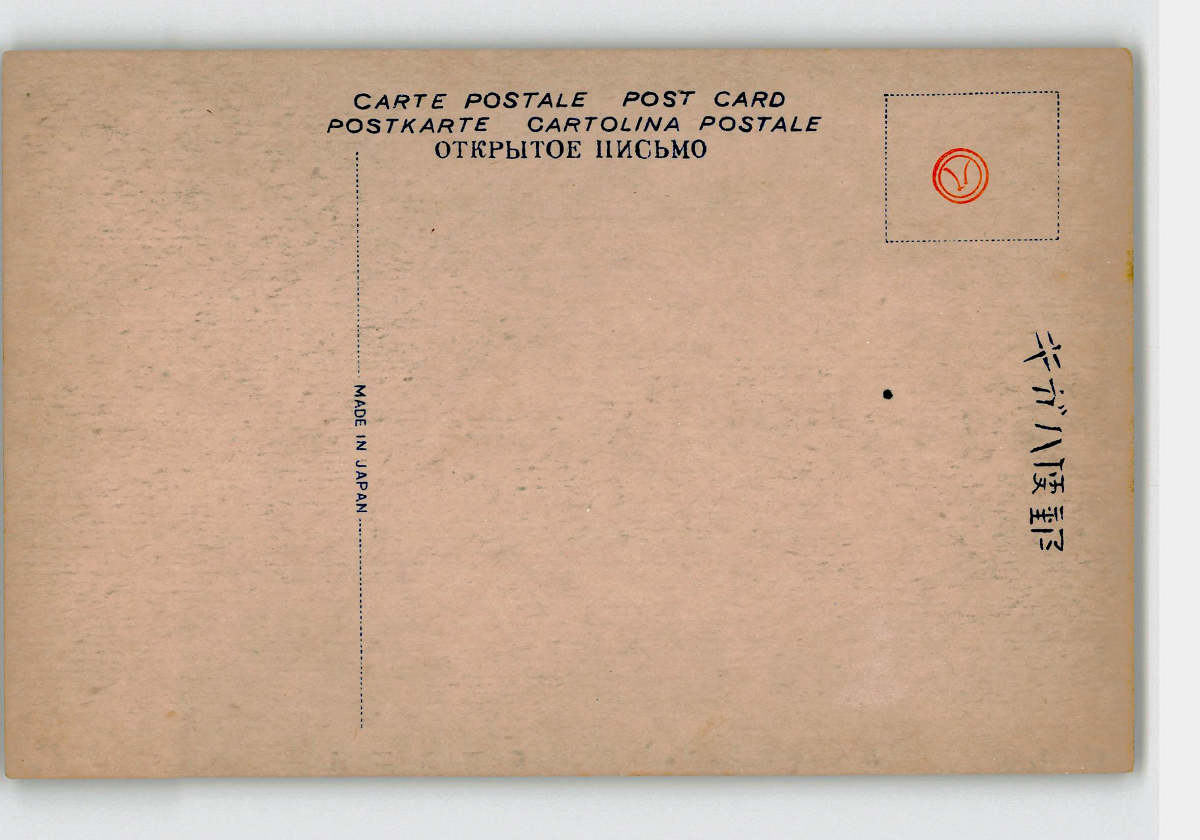 CARTE POSTALE POST CARD
POSTKARTE CARTOLINA POSTALE
ОТКРЫТОЕ ПИСЬМО
MADE IN JAPAN
キガハ便郵